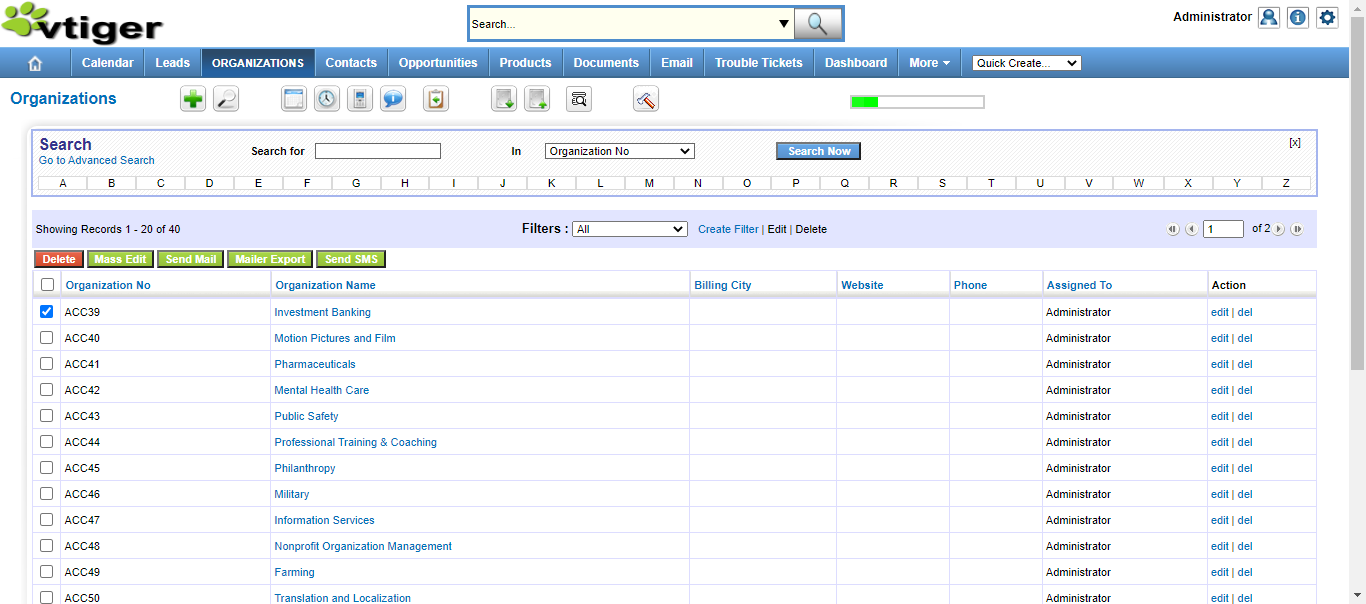 vtiger
Search...
Administrator
Calendar Leads ORGANIZATIONS Contacts Opportunities Products Documents Email Trouble Tickets Dashboard More Quick Create...
Organizations
Search
Go to Advanced Search
Search for In Organization No Search Now [x]
A B C D E F G H I J K L M N O P Q R S T U V W X Y Z
Showing Records 1 - 20 of 40 Filters : All Create Filter | Edit | Delete 1 of 2
Delete Mass Edit Send Mail Mailer Export Send SMS
Organization No Organization Name Billing City Website Phone Assigned To Action
ACC39 Investment Banking Administrator edit | del
ACC40 Motion Pictures and Film Administrator edit | del
ACC41 Pharmaceuticals Administrator edit | del
ACC42 Mental Health Care Administrator edit | del
ACC43 Public Safety Administrator edit | del
ACC44 Professional Training & Coaching Administrator edit | del
ACC45 Philanthropy Administrator edit | del
ACC46 Military Administrator edit | del
ACC47 Information Services Administrator edit | del
ACC48 Nonprofit Organization Management Administrator edit | del
ACC49 Farming Administrator edit | del
ACC50 Translation and Localization Administrator edit | del